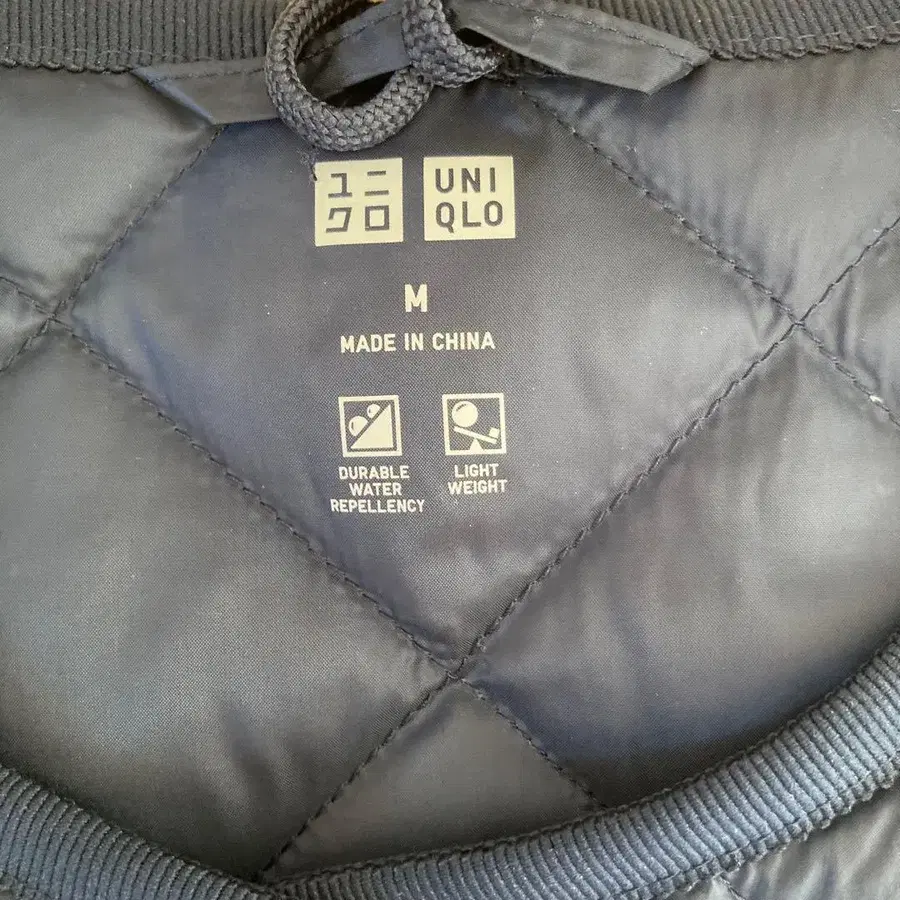 ユニ
クロ
UNI
QLO
M
MADE IN CHINA
DURABLE
WATER
REPELLENCY
LIGHT
WEIGHT